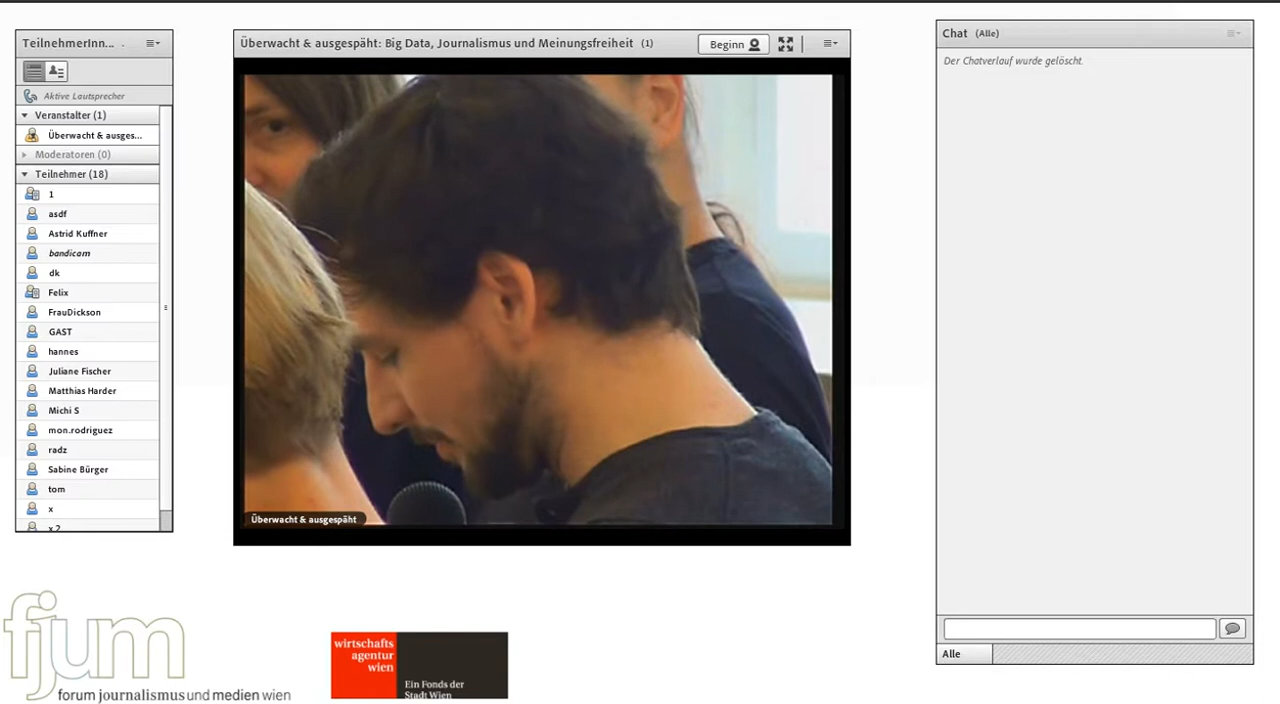 TeilnehmerInn... .
Aktive Lautsprecher
Veranstalter (1)
Überwacht & ausges...
Moderatoren (0)
Teilnehmer (18)
1
asdf
Astrid Kuffner
bandicam
dk
Felix
FrauDickson
GAST
hannes
Juliane Fischer
Matthias Harder
Michi S
mon.rodriguez
radz
Sabine Bürger
tom
x
x 2
Überwacht & ausgespäht: Big Data, Journalismus und Meinungsfreiheit (1)
Beginn
Überwacht & ausgespäht
Chat (Alle)
Der Chatverlauf wurde gelöscht.
Alle
fjum
forum journalismus und medien wien
wirtschafts
agentur
wien
Ein Fonds der
Stadt Wien